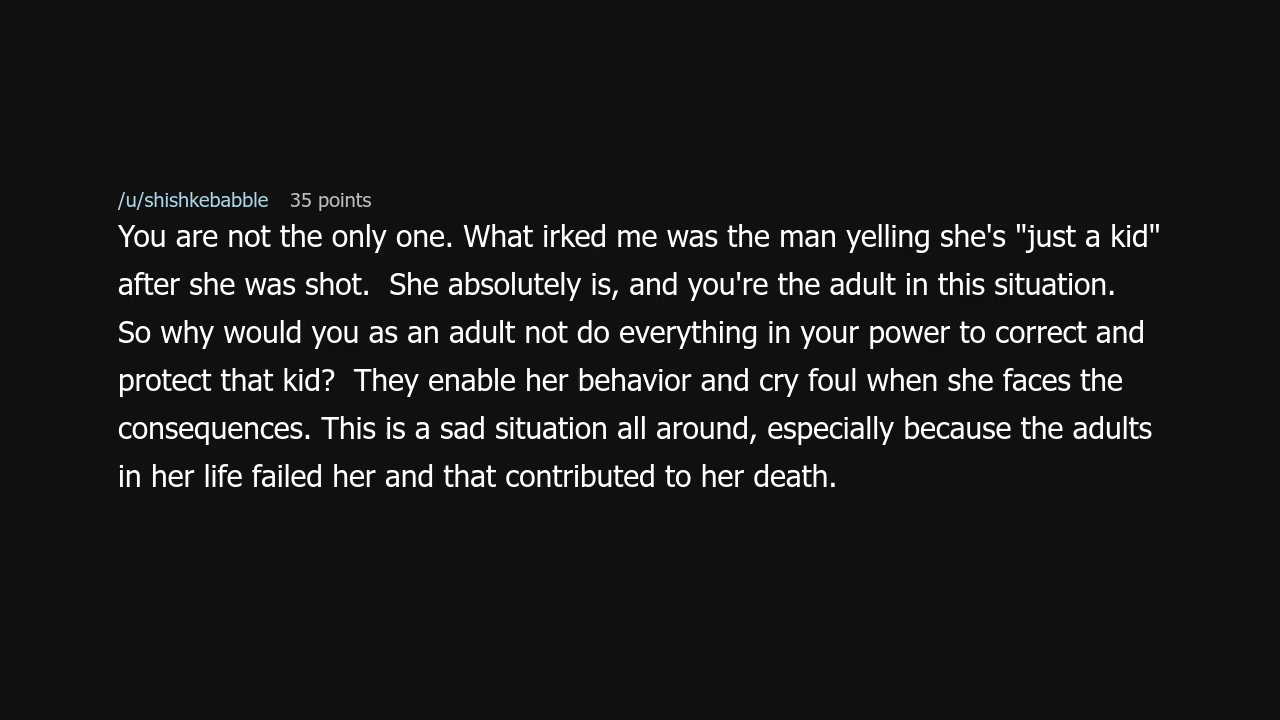 /u/shishkebabble 35 points
You are not the only one. What irked me was the man yelling she's "just a kid"
after she was shot.  She absolutely is, and you're the adult in this situation.
So why would you as an adult not do everything in your power to correct and
protect that kid?  They enable her behavior and cry foul when she faces the
consequences. This is a sad situation all around, especially because the adults
in her life failed her and that contributed to her death.